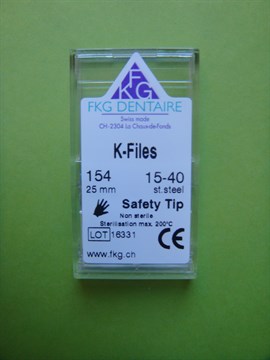 FKG
FKG DENTAIRE
Swiss made
CH-2304 La Chaux-de-Fonds
K-Files
154 15-40
25 mm st.steel
Safety Tip
Non sterile
Sterilisation max. 200°C
LOT 16331 CE
www.fkg.ch